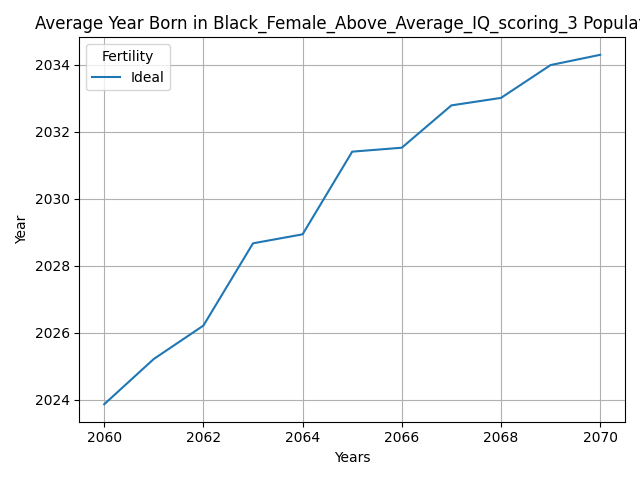 Average Year Born in Black_Female_Above_Average_IQ_scoring_3 Populat
Fertility
Ideal
2034
2032
2030
2028
2026
2024
Year
2060 2062 2064 2066 2068 2070
Years